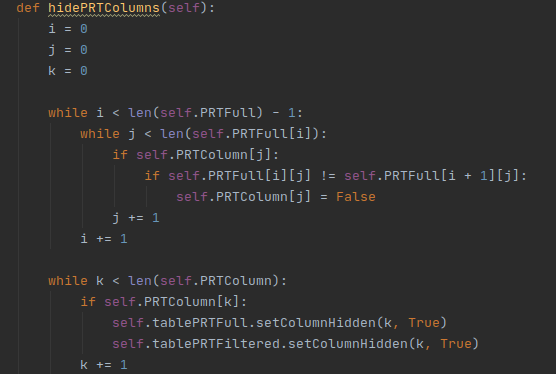 def hidePRTColumns(self):
    i = 0
    j = 0
    k = 0

    while i < len(self.PRTFull) - 1:
        while j < len(self.PRTFull[i]):
            if self.PRTColumn[j]:
                if self.PRTFull[i][j] != self.PRTFull[i + 1][j]:
                    self.PRTColumn[j] = False
            j += 1
        i += 1

    while k < len(self.PRTColumn):
        if self.PRTColumn[k]:
            self.tablePRTFull.setColumnHidden(k, True)
            self.tablePRTFiltered.setColumnHidden(k, True)
        k += 1